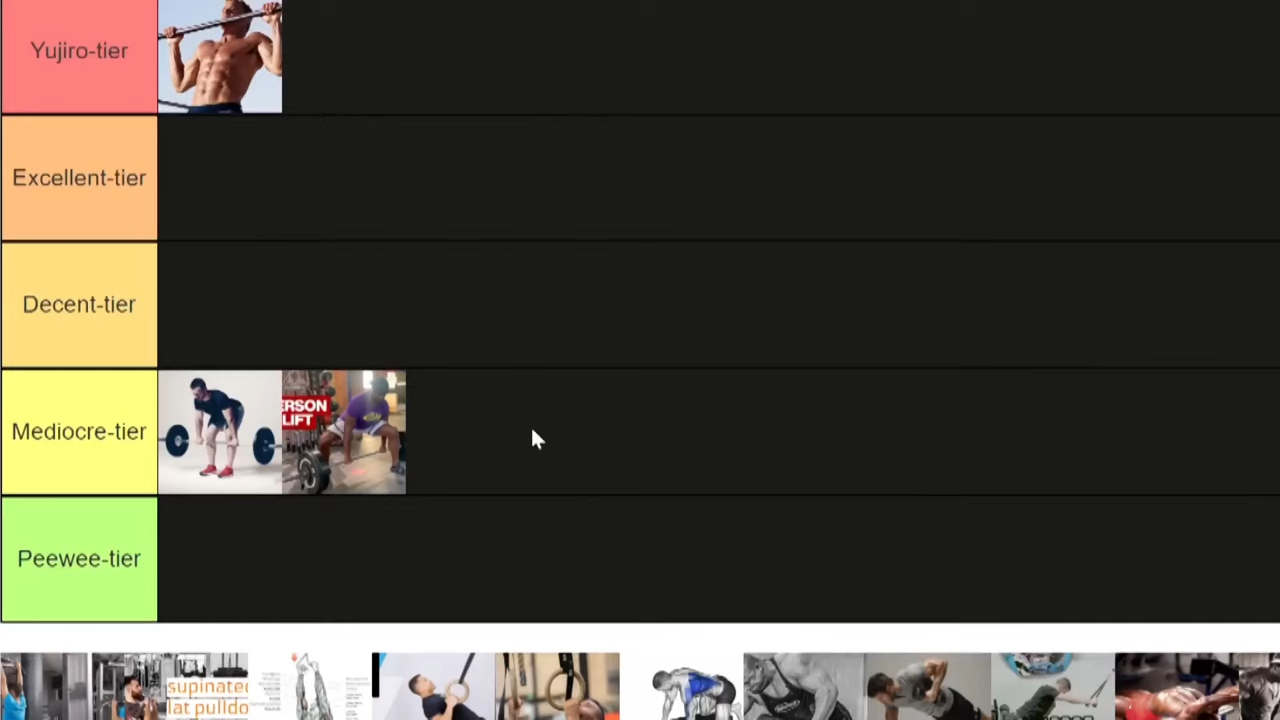 Yujiro-tier
Excellent-tier
Decent-tier
Mediocre-tier
ERSON
LIFT
Peewee-tier
supinated
lat pulldo